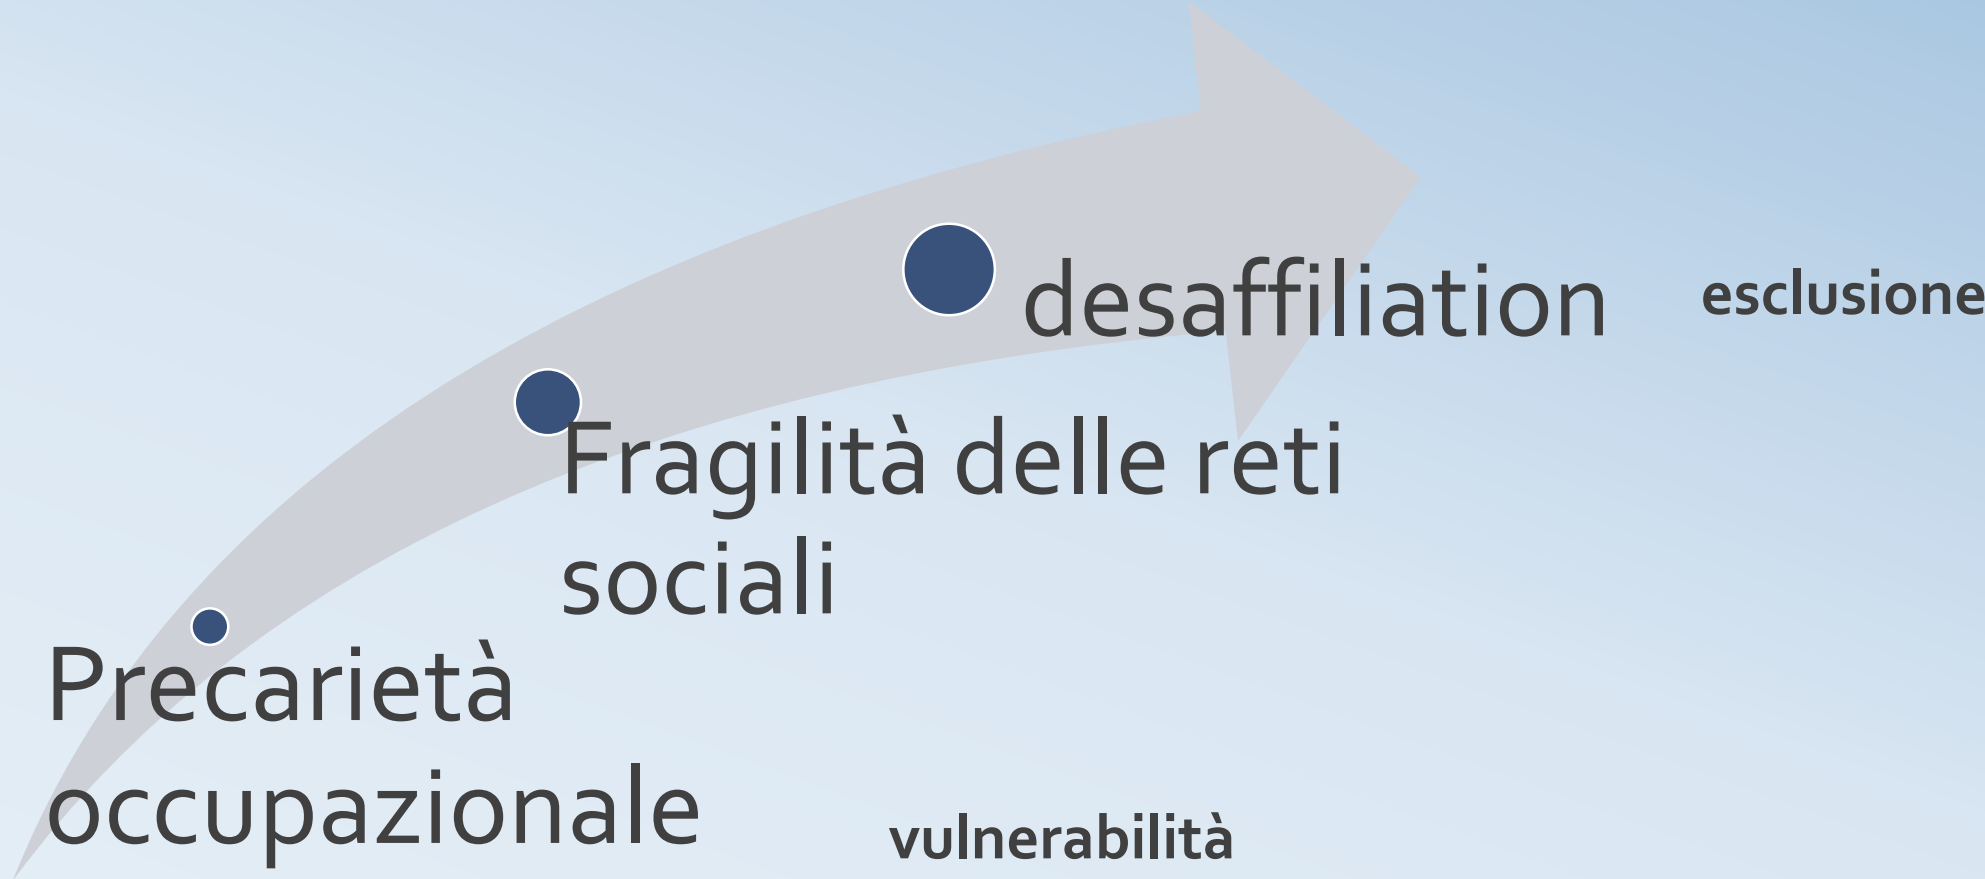 desaffiliation
esclusione
Fragilità delle reti
sociali
Precarietà
occupazionale
vulnerabilità